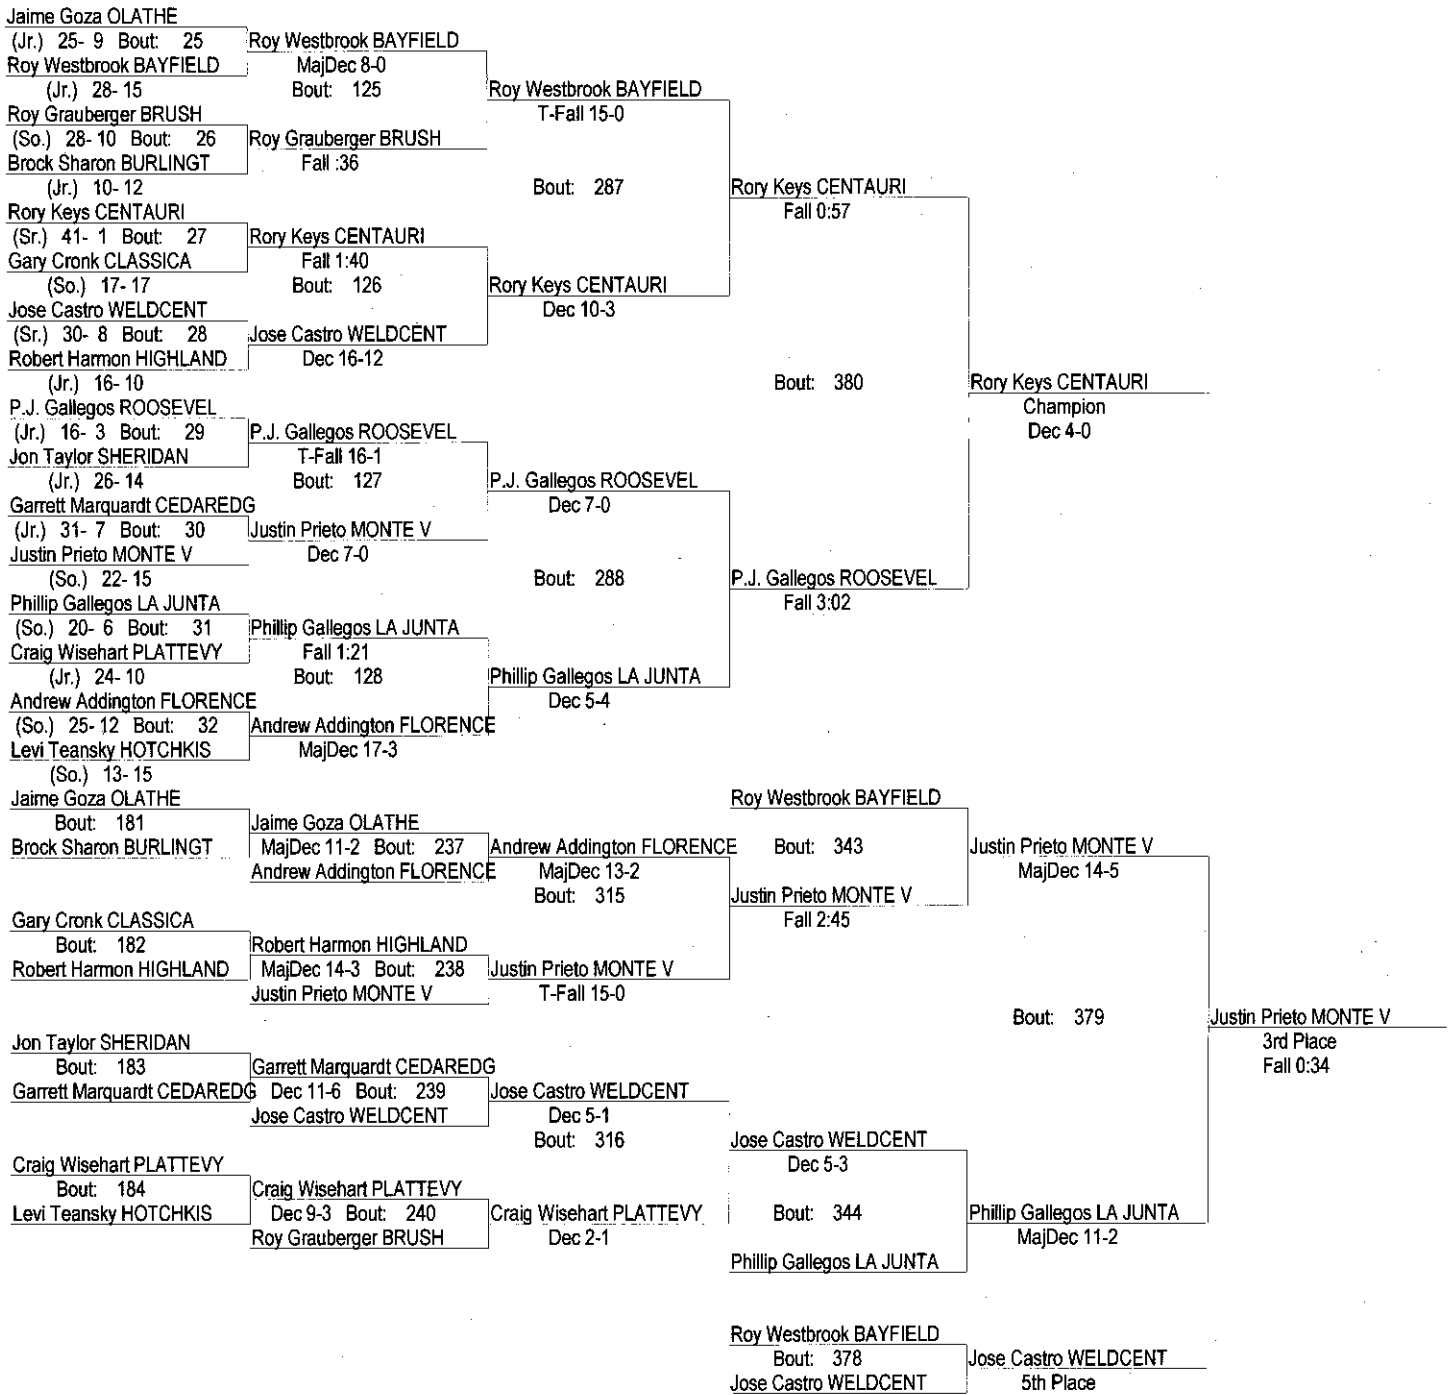 Jaime Goza OLATHE
(Jr.) 25- 9 Bout: 25
Roy Westbrook BAYFIELD
(Jr.) 28- 15
Roy Grauberger BRUSH
(So.) 28- 10 Bout: 26
Brock Sharon BURLINGT
(Jr.) 10- 12
Rory Keys CENTAURI
(Sr.) 41- 1 Bout: 27
Gary Cronk CLASSICA
(So.) 17- 17
Jose Castro WELDCENT
(Sr.) 30- 8 Bout: 28
Robert Harmon HIGHLAND
(Jr.) 16- 10
P.J. Gallegos ROOSEVEL
(Jr.) 16- 3 Bout: 29
Jon Taylor SHERIDAN
(Jr.) 26- 14
Garrett Marquardt CEDAREDG
(Jr.) 31- 7 Bout: 30
Justin Prieto MONTE V
(So.) 22- 15
Phillip Gallegos LA JUNTA
(So.) 20- 6 Bout: 31
Craig Wisehart PLATTEVY
(Jr.) 24- 10
Andrew Addington FLORENCE
(So.) 25- 12 Bout: 32
Levi Teansky HOTCHKIS
(So.) 13- 15
Roy Westbrook BAYFIELD
MajDec 8-0
Bout: 125
Roy Grauberger BRUSH
Fall :36
Rory Keys CENTAURI
Fall 1:40
Bout: 126
Jose Castro WELDCENT
Dec 16-12
P.J. Gallegos ROOSEVEL
T-Fall 16-1
Bout: 127
Justin Prieto MONTE V
Dec 7-0
Phillip Gallegos LA JUNTA
Fall 1:21
Bout: 128
Andrew Addington FLORENCE
MajDec 17-3
Roy Westbrook BAYFIELD
T-Fall 15-0
Bout: 287
Rory Keys CENTAURI
Dec 10-3
P.J. Gallegos ROOSEVEL
Dec 7-0
Bout: 288
Phillip Gallegos LA JUNTA
Dec 5-4
Rory Keys CENTAURI
Fall 0:57
Bout: 380
P.J. Gallegos ROOSEVEL
Fall 3:02
Rory Keys CENTAURI
Champion
Dec 4-0
Jaime Goza OLATHE
Bout: 181
Brock Sharon BURLINGT
Gary Cronk CLASSICA
Bout: 182
Robert Harmon HIGHLAND
Jon Taylor SHERIDAN
Bout: 183
Garrett Marquardt CEDAREDG
Craig Wisehart PLATTEVY
Bout: 184
Levi Teansky HOTCHKIS
Jaime Goza OLATHE
MajDec 11-2 Bout: 237
Andrew Addington FLORENCE
Robert Harmon HIGHLAND
MajDec 14-3 Bout: 238
Justin Prieto MONTE V
Garrett Marquardt CEDAREDG
Dec 11-6 Bout: 239
Jose Castro WELDCENT
Craig Wisehart PLATTEVY
Dec 9-3 Bout: 240
Roy Grauberger BRUSH
Andrew Addington FLORENCE
MajDec 13-2
Bout: 315
Justin Prieto MONTE V
T-Fall 15-0
Jose Castro WELDCENT
Dec 5-1
Bout: 316
Craig Wisehart PLATTEVY
Dec 2-1
Roy Westbrook BAYFIELD
Bout: 343
Justin Prieto MONTE V
Fall 2:45
Jose Castro WELDCENT
Dec 5-3
Bout: 344
Phillip Gallegos LA JUNTA
Justin Prieto MONTE V
MajDec 14-5
Bout: 379
Phillip Gallegos LA JUNTA
MajDec 11-2
Justin Prieto MONTE V
3rd Place
Fall 0:34
Roy Westbrook BAYFIELD
Bout: 378
Jose Castro WELDCENT
Jose Castro WELDCENT
5th Place